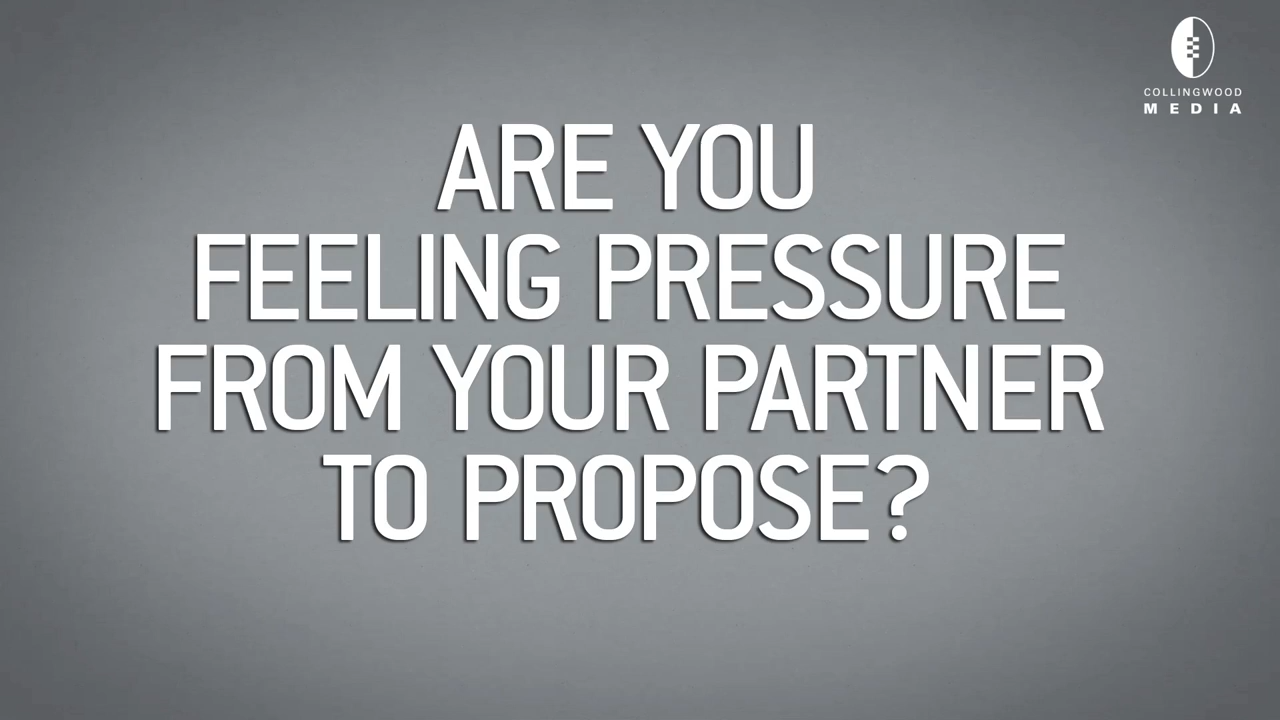 COLLINGWOOD
MEDIA
ARE YOU
FEELING PRESSURE
FROM YOUR PARTNER
TO PROPOSE?